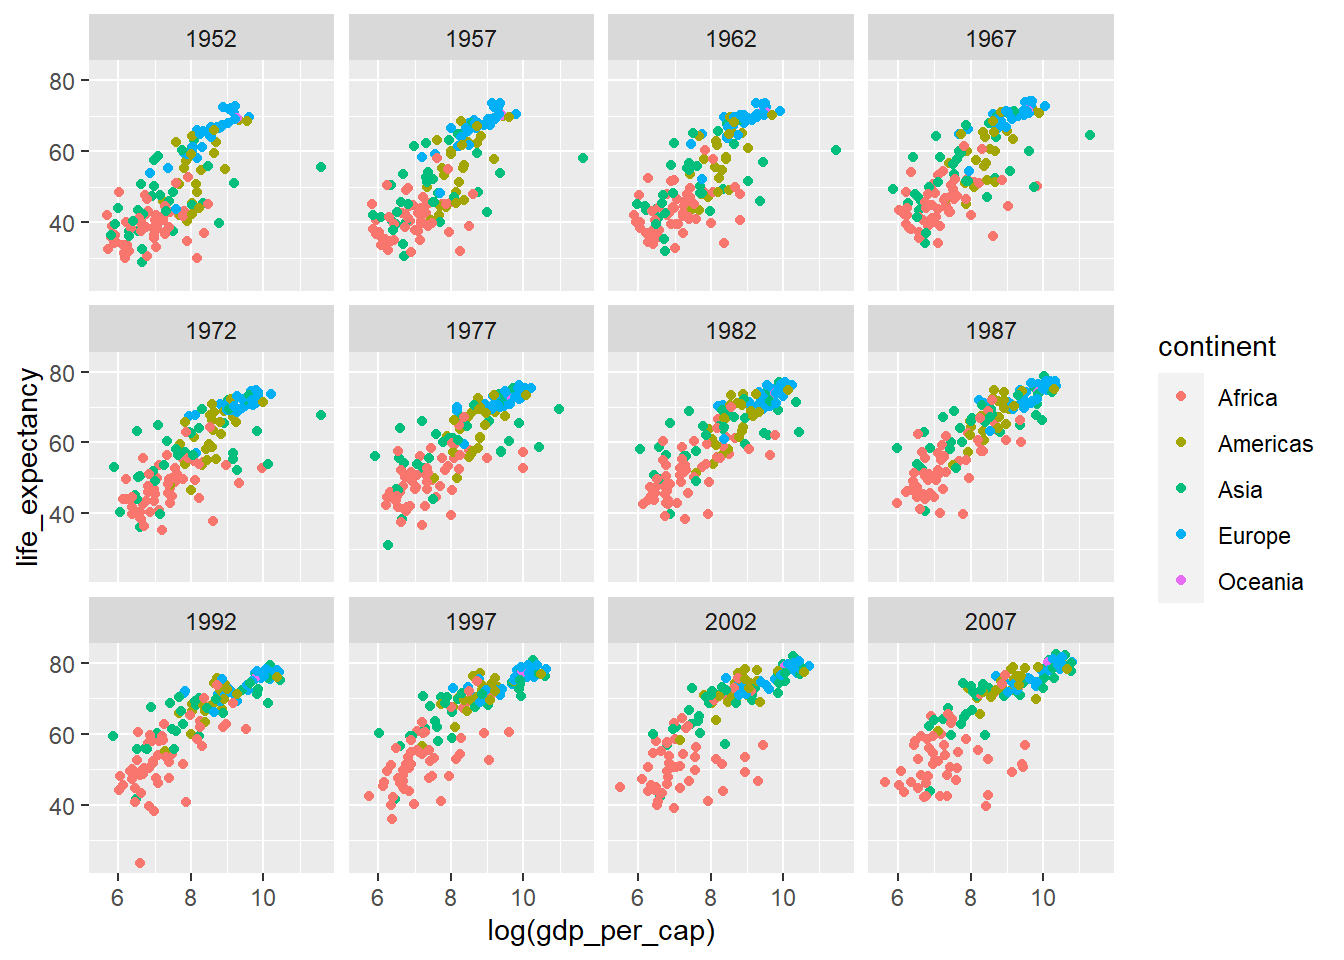 1952 1957 1962 1967
80
60
40
1972 1977 1982 1987
80
60
40
life_expectancy
1992 1997 2002 2007
80
60
40
6 8 10 6 8 10 6 8 10 6 8 10
log(gdp_per_cap)
continent
Africa
Americas
Asia
Europe
Oceania